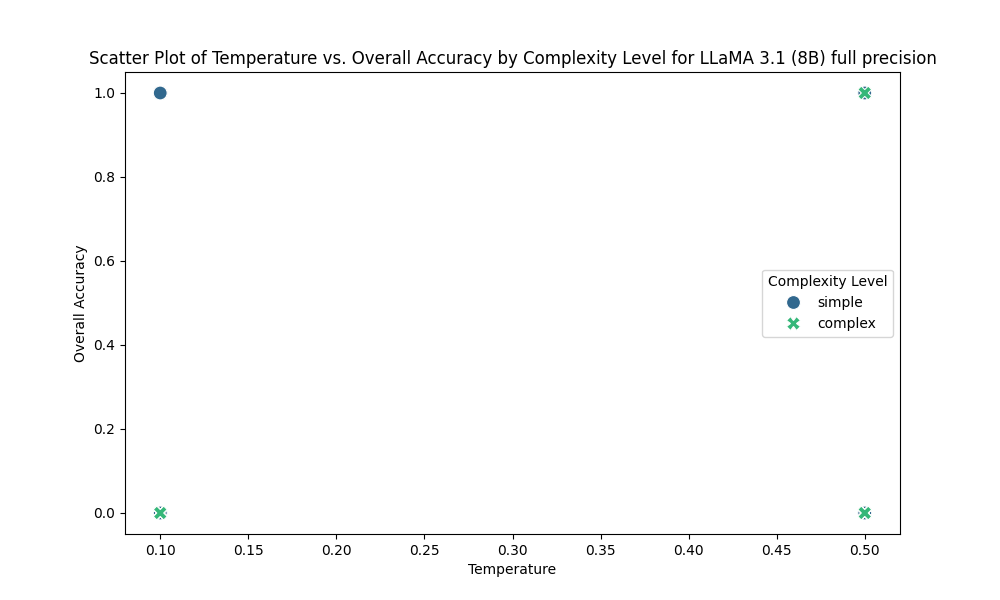 Scatter Plot of Temperature vs. Overall Accuracy by Complexity Level for LLaMA 3.1 (8B) full precision
1.0
0.8
0.6
0.4
0.2
0.0
Overall Accuracy
Complexity Level
simple
complex
0.10 0.15 0.20 0.25 0.30 0.35 0.40 0.45 0.50
Temperature